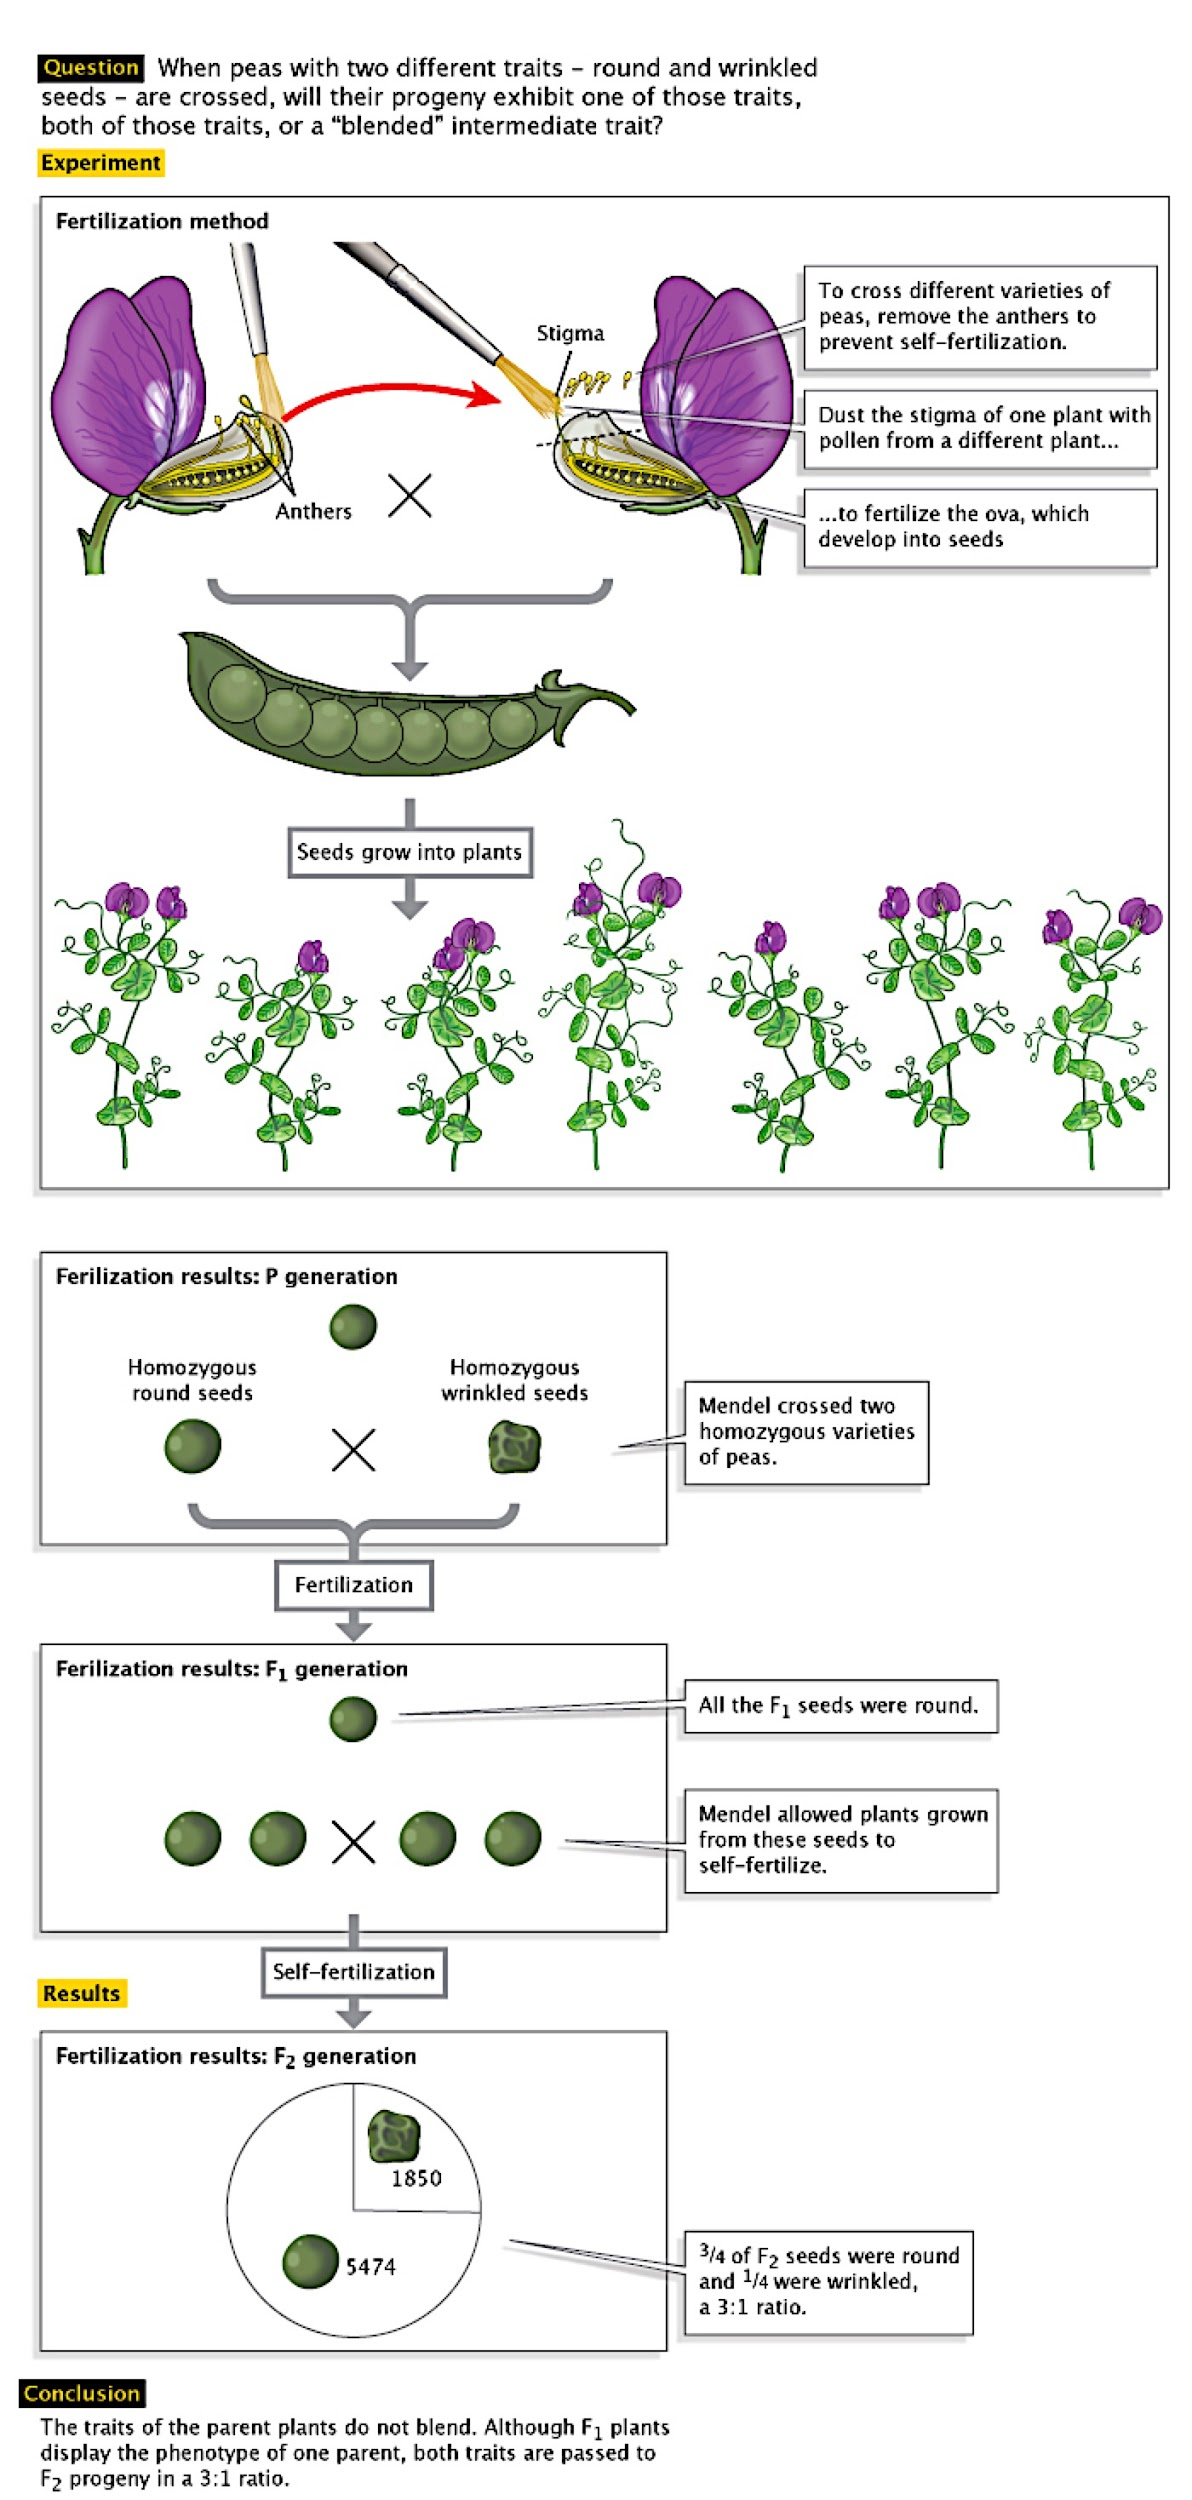 Question When peas with two different traits – round and wrinkled
seeds – are crossed, will their progeny exhibit one of those traits,
both of those traits, or a “blended” intermediate trait?
Experiment
Fertilization method
To cross different varieties of
peas, remove the anthers to
prevent self-fertilization.
Stigma
Dust the stigma of one plant with
pollen from a different plant...
Anthers
...to fertilize the ova, which
develop into seeds
Seeds grow into plants
Ferilization results: P generation
Homozygous
round seeds
Homozygous
wrinkled seeds
Mendel crossed two
homozygous varieties
of peas.
Fertilization
Ferilization results: F₁ generation
All the F₁ seeds were round.
Mendel allowed plants grown
from these seeds to
self-fertilize.
Self-fertilization
Results
Fertilization results: F₂ generation
1850
5474
3/4 of F₂ seeds were round
and 1/4 were wrinkled,
a 3:1 ratio.
Conclusion
The traits of the parent plants do not blend. Although F₁ plants
display the phenotype of one parent, both traits are passed to
F₂ progeny in a 3:1 ratio.